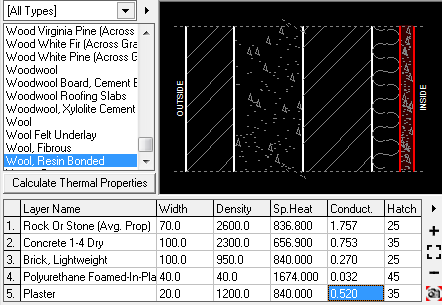 [All Types]
Wood Virginia Pine (Across
Wood White Fir (Across Gra
Wood White Pine (Across G
Woodwool
Woodwool Board, Cement B
Woodwool Roofing Slabs
Woodwool, Xylolite Cement
Wool
Wool Felt Underlay
Wool, Fibrous
Wool, Resin Bonded
Calculate Thermal Properties
OUTSIDE
INSIDE
Layer Name Width Density Sp.Heat Conduct. Hatch
1. Rock Or Stone (Avg. Prop) 70.0 2600.0 836.800 1.757 25
2. Concrete 1-4 Dry 100.0 2300.0 656.900 0.753 35
3. Brick, Lightweight 100.0 950.0 840.000 0.270 25
4. Polyurethane Foamed-In-Pla 40.0 40.0 1674.000 0.032 45
5. Plaster 20.0 1200.0 840.000 0.520 35